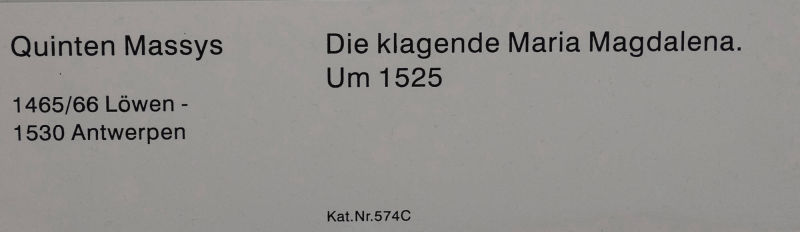 Quinten Massys
1465/66 Löwen -
1530 Antwerpen
Die klagende Maria Magdalena.
Um 1525
Kat.Nr.574C